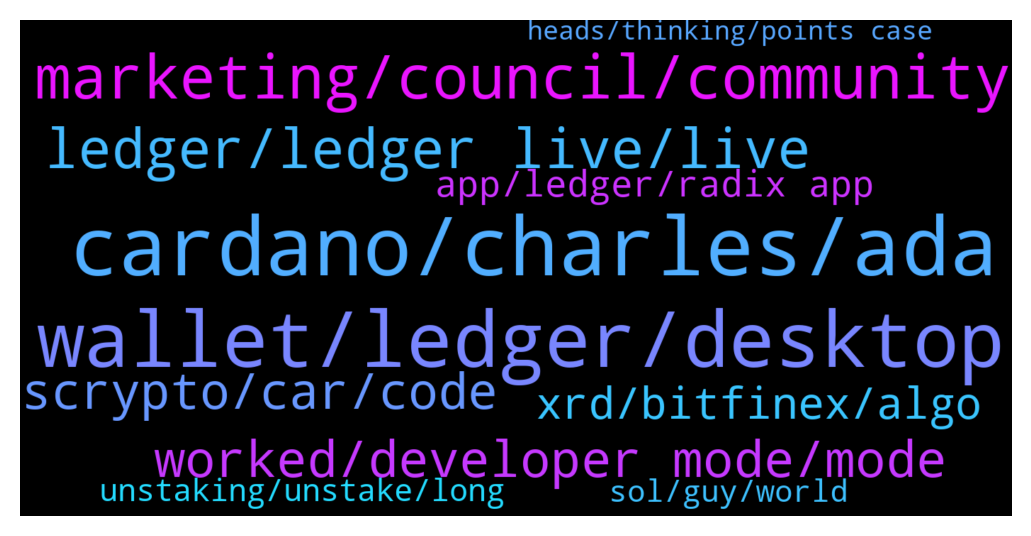 heads/thinking/points case
marketing/council/community
ledger/ledger live/live
app/ledger/radix app
cardano/charles/ada
wallet/ledger/desktop
scrypto/car/code
xrd/bitfinex/algo
worked/developer mode/mode
unstaking/unstake/long
sol/guy/world